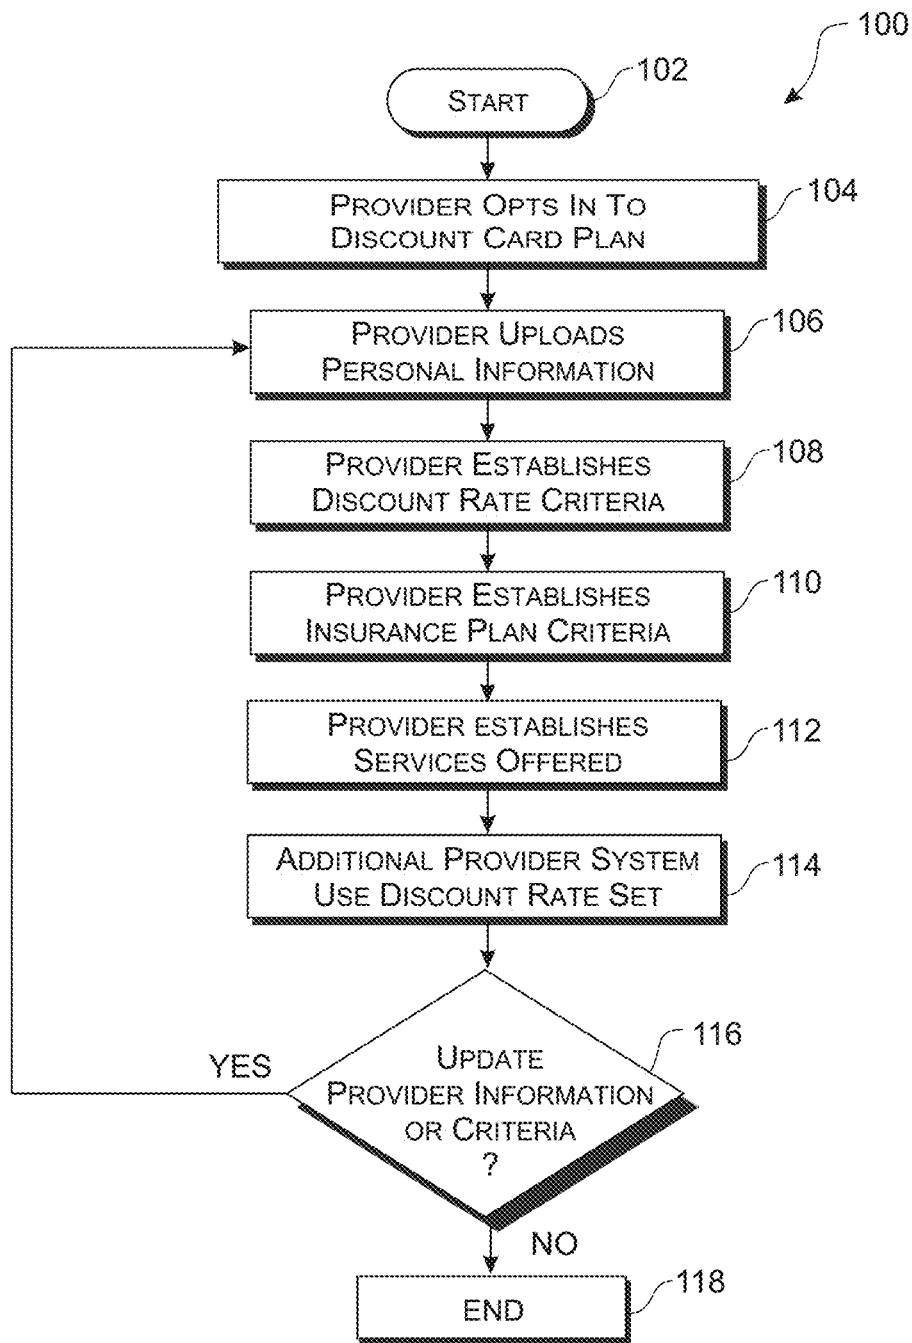 100
START
102
PROVIDER OPTS IN TO
DISCOUNT CARD PLAN
104
PROVIDER UPLOADS
PERSONAL INFORMATION
106
PROVIDER ESTABLISHES
DISCOUNT RATE CRITERIA
108
PROVIDER ESTABLISHES
INSURANCE PLAN CRITERIA
110
PROVIDER ESTABLISHES
SERVICES OFFERED
112
ADDITIONAL PROVIDER SYSTEM
USE DISCOUNT RATE SET
114
UPDATE
PROVIDER INFORMATION
OR CRITERIA
?
116
YES
NO
END
118